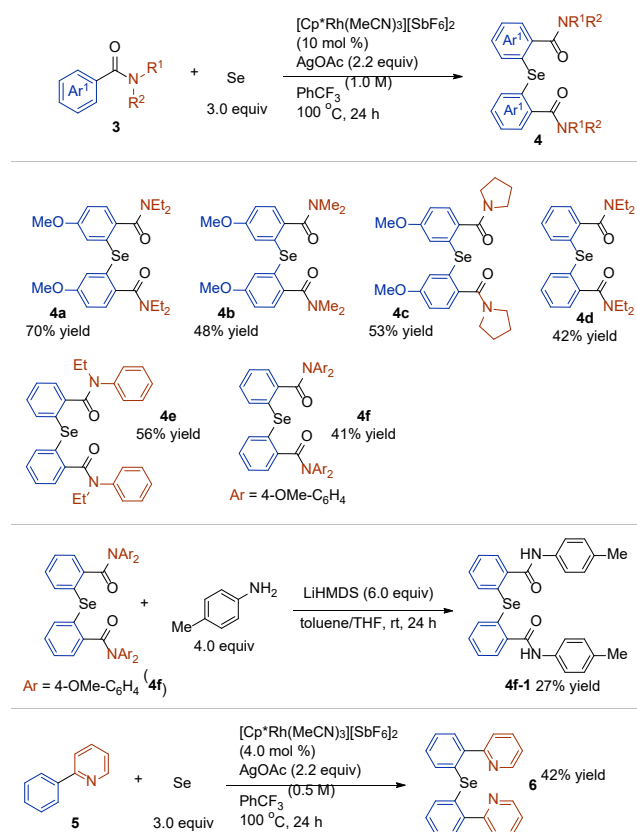 [Cp*Rh(MeCN)3][SbF6]2
(10 mol %)
AgOAc (2.2 equiv)
(1.0 M)
PhCF3
100 °C, 24 h
O
N
R1
R2
Ar1
3
+
Se
3.0 equiv
Ar1
NR1R2
O
Se
Ar1
O
NR1R2
4
MeO
NEt2
O
Se
MeO
O
NEt2
4a
70% yield
MeO
NMe2
O
Se
MeO
O
NMe2
4b
48% yield
MeO
N
O
Se
MeO
O
N
4c
53% yield
NEt2
O
Se
O
NEt2
4d
42% yield
Et
N
O
Se
O
N
Et'
4e
56% yield
NAr2
O
Se
O
NAr2
4f
41% yield
Ar = 4-OMe-C6H4
NAr2
O
Se
O
NAr2
Ar = 4-OMe-C6H4 (4f)
+
NH2
Me
4.0 equiv
LiHMDS (6.0 equiv)
toluene/THF, rt, 24 h
HN
Me
O
Se
O
NH
Me
4f-1 27% yield
[Cp*Rh(MeCN)3][SbF6]2
(4.0 mol %)
AgOAc (2.2 equiv)
(0.5 M)
PhCF3
100 °C, 24 h
N
5
+
Se
3.0 equiv
N
Se
N
6
42% yield